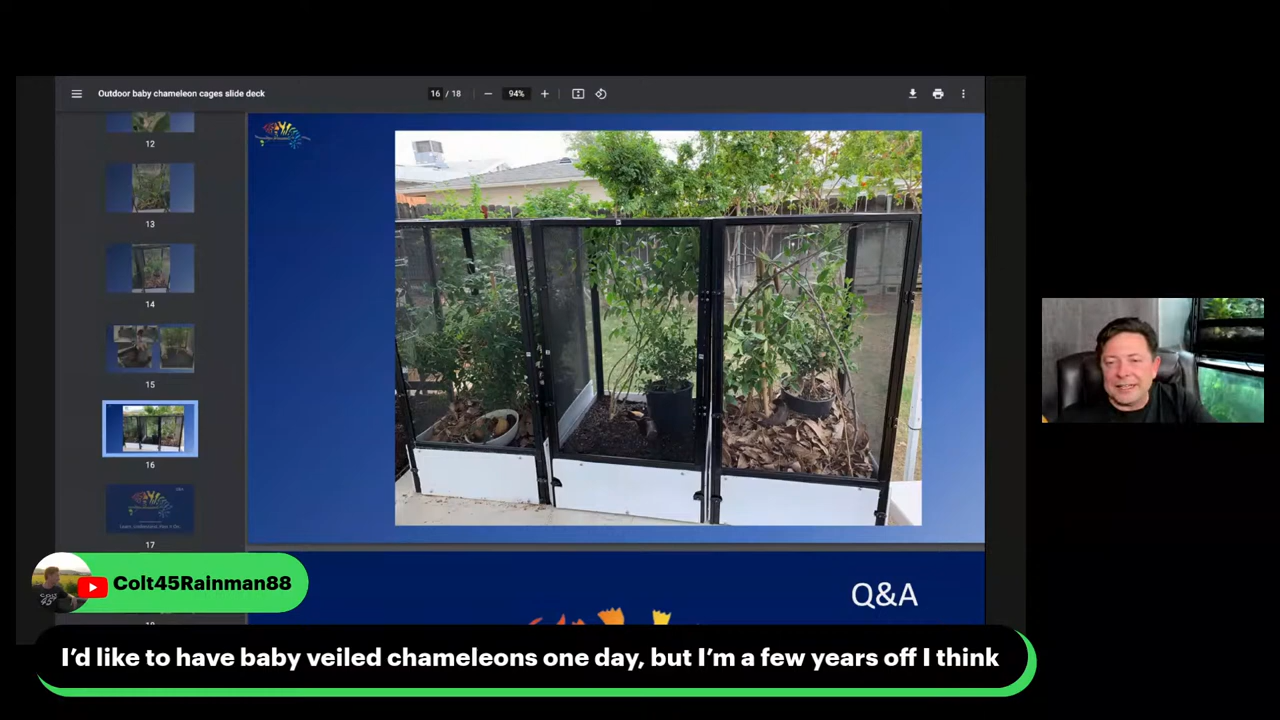 Outdoor baby chameleon cages slide deck
16 / 18
94%
12
13
14
15
16
Q&A
17
Q&A
Colt45Rainman88
I'd like to have baby veiled chameleons one day, but I'm a few years off I think